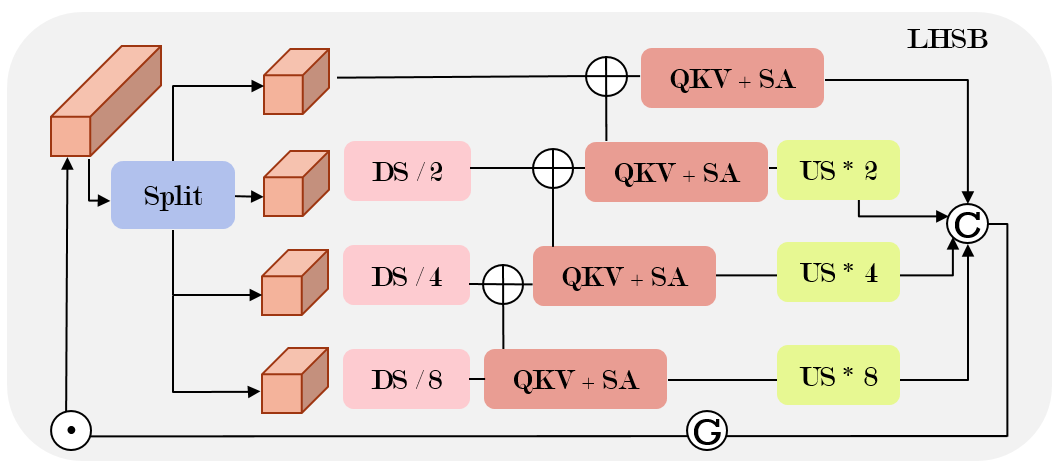 LHSB
QKV + SA
Split
DS / 2
QKV + SA
US * 2
C
DS / 4
QKV + SA
US * 4
DS / 8
QKV + SA
US * 8
G